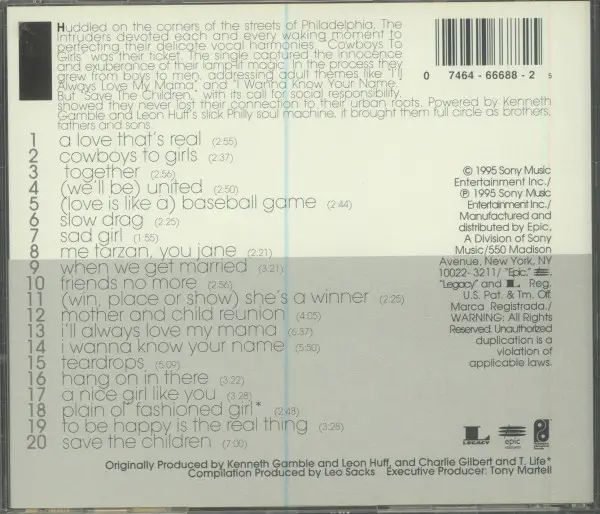 Huddled on the corners of the streets of Philadelphia, The
Intruders devoted each and every waking moment to
perfecting their delicate vocal harmonies. "Cowboys To
Girls" was their ticket. The single captured the innocence
and exuberance of their lamp-lit magic. In the process they
grew from boys to men, addressing adult themes like "I'll
Always Love My Mama," and "I Wanna Know Your Name."
But "Save The Children," with its call for social responsibility,
showed they never lost their connection to their urban roots. Powered by Kenneth
Gamble and Leon Huff's slick Philly soul machine, it brought them full circle as brothers,
fathers and sons.
0 7464-66688-2 5
1 a love that's real (2:55)
2 cowboys to girls (2:37)
3 together (2:56)
4 (we'll be) united (2:50)
5 (love is like a) baseball game (2:44)
6 slow drag (2:25)
7 sad girl (1:55)
8 me tarzan, you jane (2:21)
9 when we get married (3:21)
10 friends no more (2:56)
11 (win, place or show) she's a winner (2:25)
12 mother and child reunion (4:05)
13 i'll always love my mama (6:37)
14 i wanna know your name (5:50)
15 teardrops (5:09)
16 hang on in there (3:22)
17 a nice girl like you (3:28)
18 plain ol' fashioned girl* (2:48)
19 to be happy is the real thing (3:28)
20 save the children (7:00)
© 1995 Sony Music
Entertainment Inc./
℗ 1995 Sony Music
Entertainment Inc./
Manufactured and
distributed by Epic,
A Division of Sony
Music/550 Madison
Avenue, New York, NY
10022-3211/ "Epic,"
"Legacy" and L Reg.
U.S. Pat. & Tm. Off.
Marca Registrada./
WARNING: All Rights
Reserved. Unauthorized
duplication is a
violation of
applicable laws.
L LEGACY epic
Originally Produced by Kenneth Gamble and Leon Huff, and Charlie Gilbert and T. Life*
Compilation Produced by Leo Sacks Executive Producer: Tony Martell